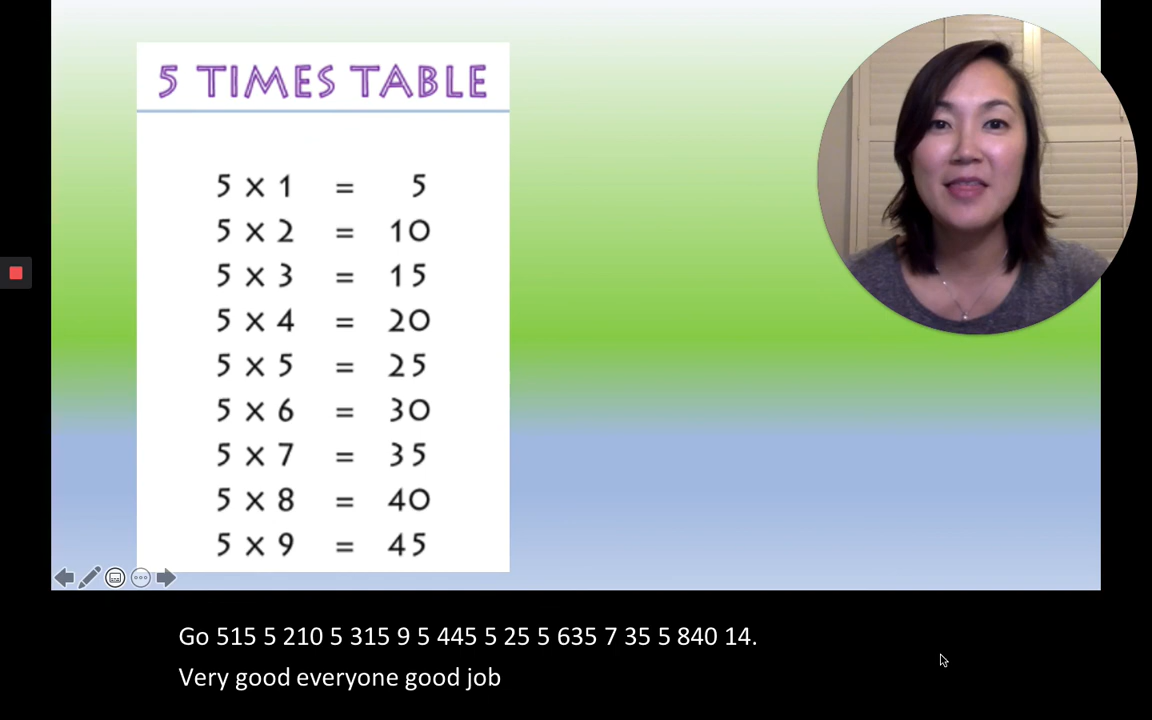 5 TIMES TABLE
5 x 1 = 5
5 x 2 = 10
5 x 3 = 15
5 x 4 = 20
5 x 5 = 25
5 x 6 = 30
5 x 7 = 35
5 x 8 = 40
5 x 9 = 45
Go 515 5 210 5 315 9 5 445 5 25 5 635 7 35 5 840 14.
Very good everyone good job